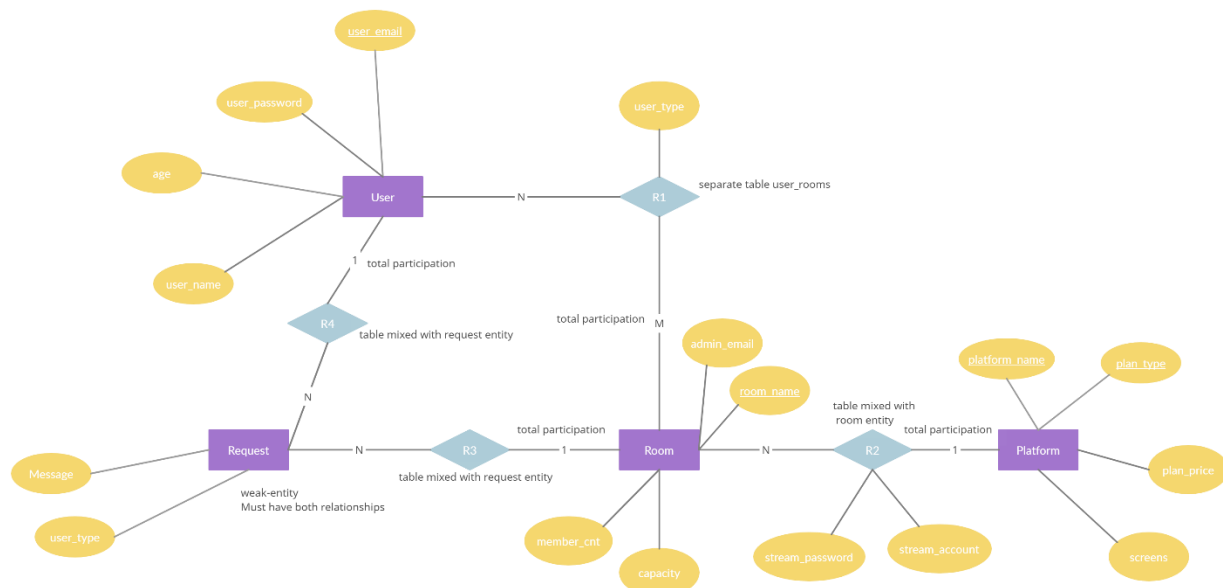 user_email
user_password
user_type
age
User
N
R1
separate table user_rooms
1
total participation
user_name
R4
table mixed with request entity
total participation
M
admin_email
platform_name
plan_type
room_name
N
table mixed with
room entity
total participation
total participation
Request
N
R3
1
Room
N
R2
1
Platform
Message
table mixed with request entity
plan_price
weak-entity
Must have both relationships
user_type
member_cnt
stream_password
stream_account
screens
capacity